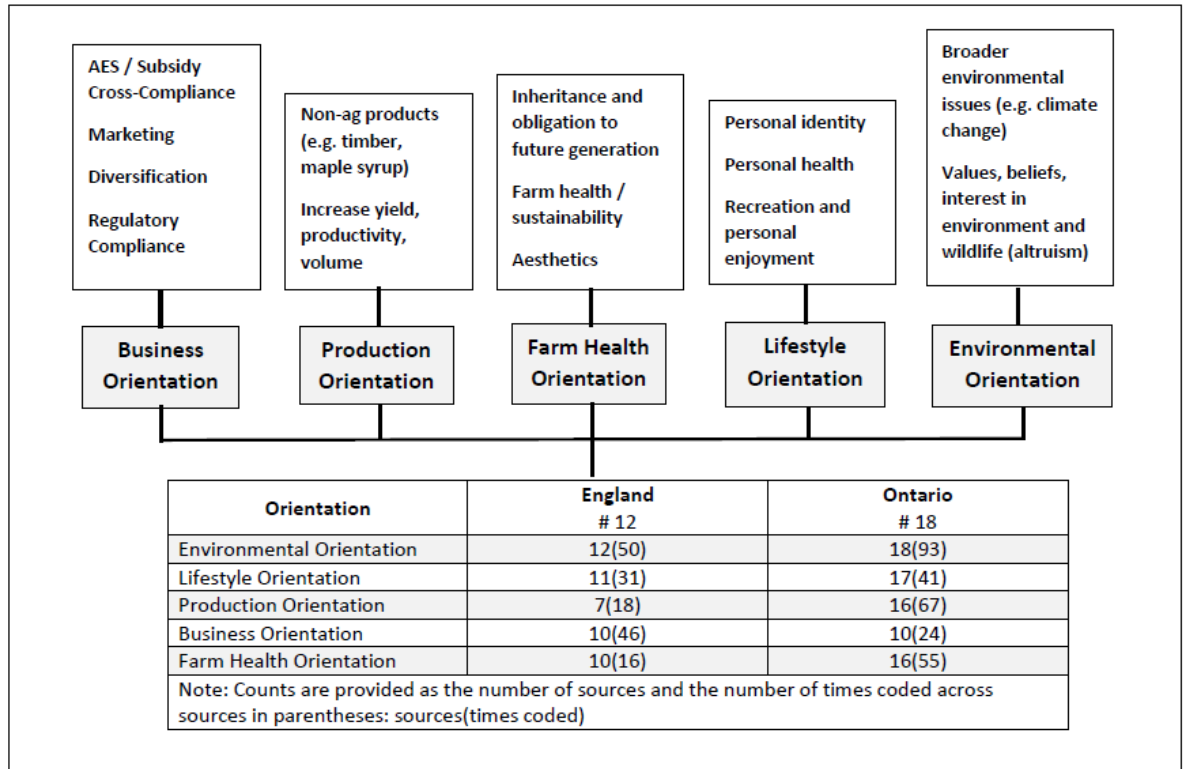 AES / Subsidy
Cross-Compliance
Marketing
Diversification
Regulatory
Compliance
Non-ag products
(e.g. timber,
maple syrup)
Increase yield,
productivity,
volume
Inheritance and
obligation to
future generation
Farm health /
sustainability
Aesthetics
Personal identity
Personal health
Recreation and
personal
enjoyment
Broader
environmental
issues (e.g. climate
change)
Values, beliefs,
interest in
environment and
wildlife (altruism)
Business
Orientation
Production
Orientation
Farm Health
Orientation
Lifestyle
Orientation
Environmental
Orientation
Orientation England Ontario
# 12 # 18
Environmental Orientation 12(50) 18(93)
Lifestyle Orientation 11(31) 17(41)
Production Orientation 7(18) 16(67)
Business Orientation 10(46) 10(24)
Farm Health Orientation 10(16) 16(55)
Note: Counts are provided as the number of sources and the number of times coded across
sources in parentheses: sources(times coded)